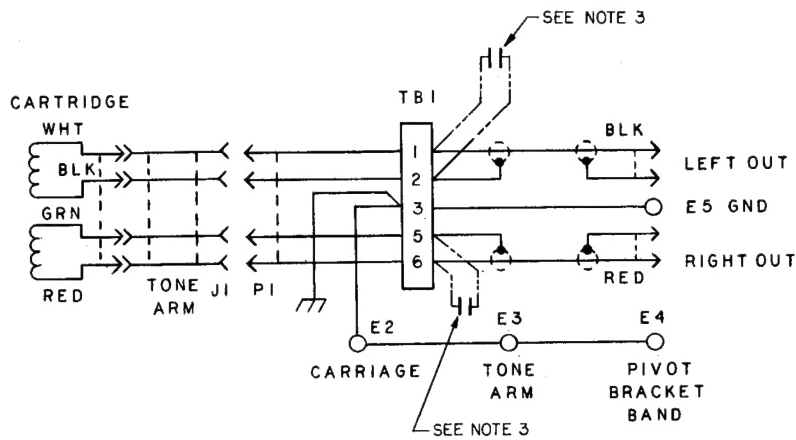 SEE NOTE 3
CARTRIDGE
TB1
WHT
BLK
BLK
1
LEFT OUT
2
GRN
3
E5 GND
5
RED
TONE
ARM
J1
P1
6
RED
RIGHT OUT
E2
E3
E4
CARRIAGE
TONE
ARM
PIVOT
BRACKET
BAND
SEE NOTE 3